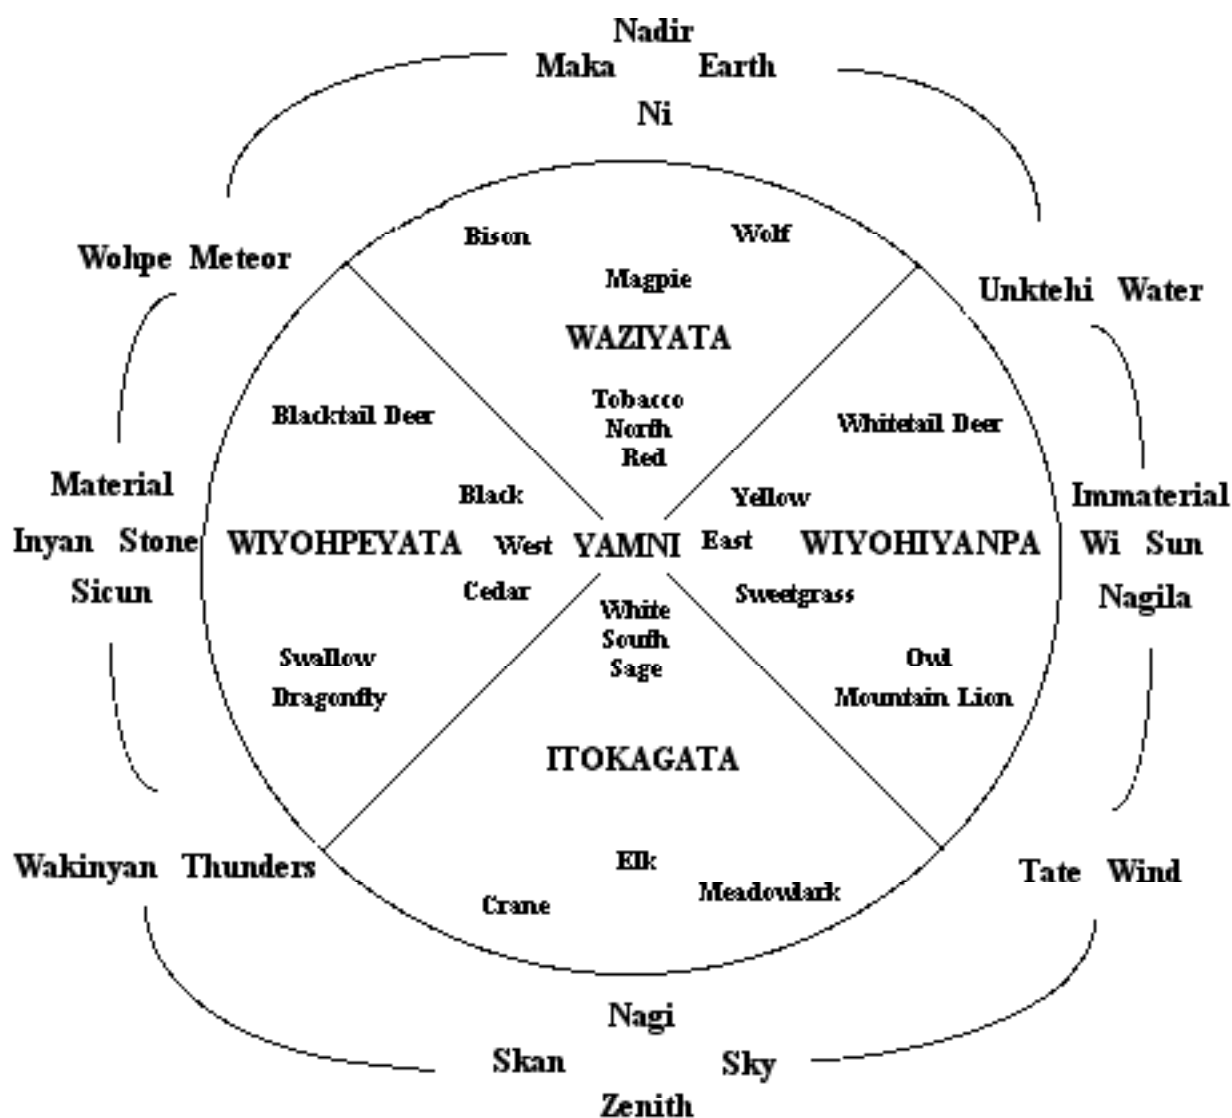 Nadir
Maka Earth
Ni
Bison
Wolf
Magpie
Wohpe Meteor
Unktehi Water
WAZIYATA
Tobacco
North
Red
Blacktail Deer
Whitetail Deer
Material
Black
Yellow
Immaterial
Inyan Stone
WIYOHPEYATA
West
YAMNI
East
WIYOHIYANPA
Wi Sun
Sicun
Cedar
Sweetgrass
Nagila
White
South
Sage
Swallow
Dragonfly
Owl
Mountain Lion
ITOKAGATA
Wakinyan Thunders
Elk
Tate Wind
Crane
Meadowlark
Nagi
Skan Sky
Zenith